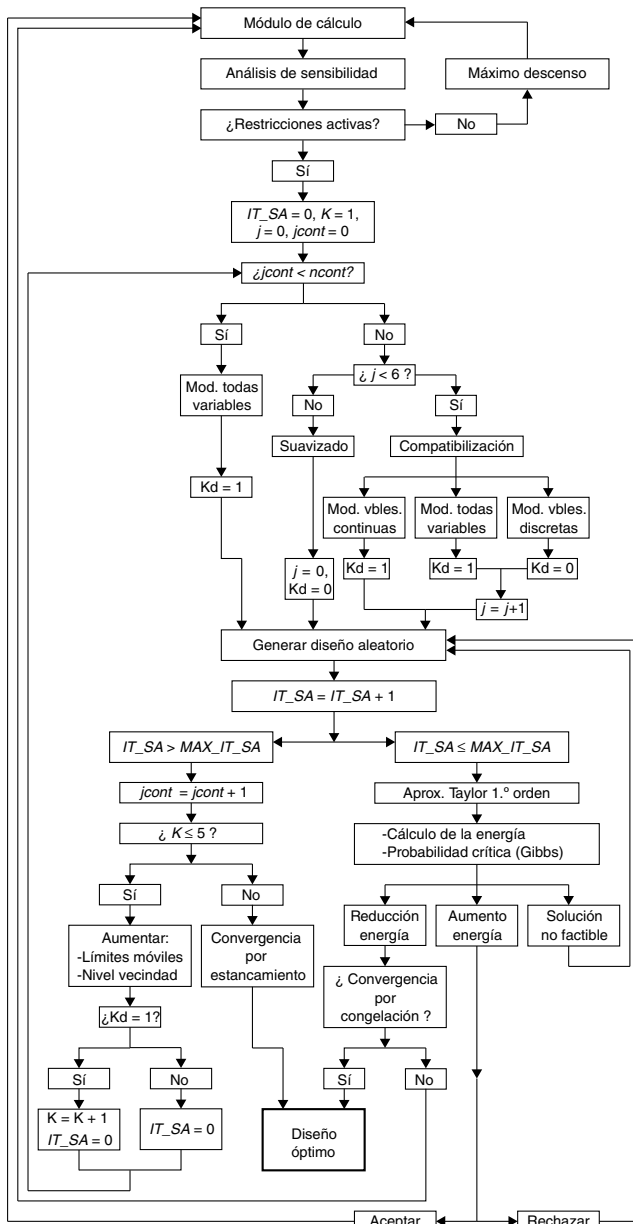 Módulo de cálculo
Análisis de sensibilidad
Máximo descenso
¿Restricciones activas?
No
Sí
IT_SA = 0, K = 1,
j = 0, jcont = 0
¿jcont < ncont?
Sí
No
¿ j < 6 ?
Mod. todas
variables
No
Sí
Suavizado
Compatibilización
Kd = 1
Mod. vbles.
continuas
Mod. todas
variables
Mod. vbles.
discretas
j = 0,
Kd = 0
Kd = 1
Kd = 1
Kd = 0
j = j+1
Generar diseño aleatorio
IT_SA = IT_SA + 1
IT_SA > MAX_IT_SA
IT_SA ≤ MAX_IT_SA
jcont = jcont + 1
Aprox. Taylor 1.º orden
¿ K ≤ 5 ?
-Cálculo de la energía
-Probabilidad crítica (Gibbs)
Sí
No
Reducción
energía
Aumento
energía
Solución
no factible
Aumentar:
-Límites móviles
-Nivel vecindad
Convergencia
por
estancamiento
¿ Convergencia
por
congelación ?
¿Kd = 1?
Sí
No
Sí
No
K = K + 1
IT_SA = 0
IT_SA = 0
Diseño
óptimo
Aceptar
Rechazar